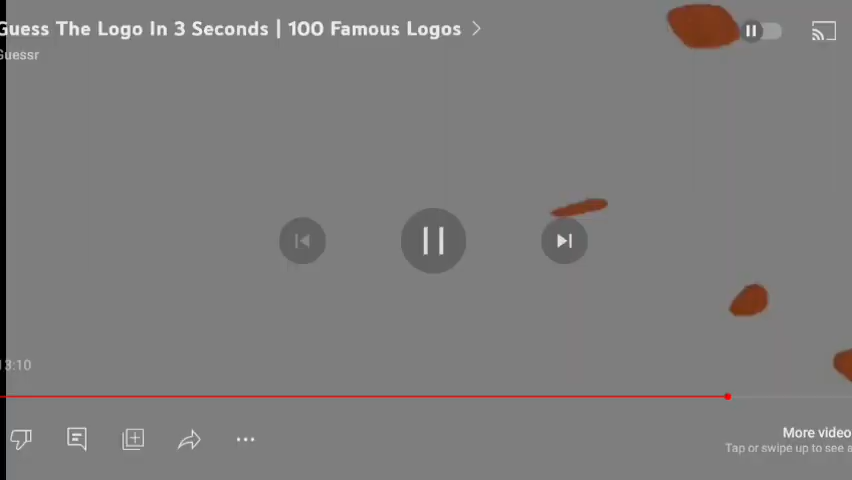 Guess The Logo In 3 Seconds | 100 Famous Logos
Guessr
13:10
More video
Tap or swipe up to see a